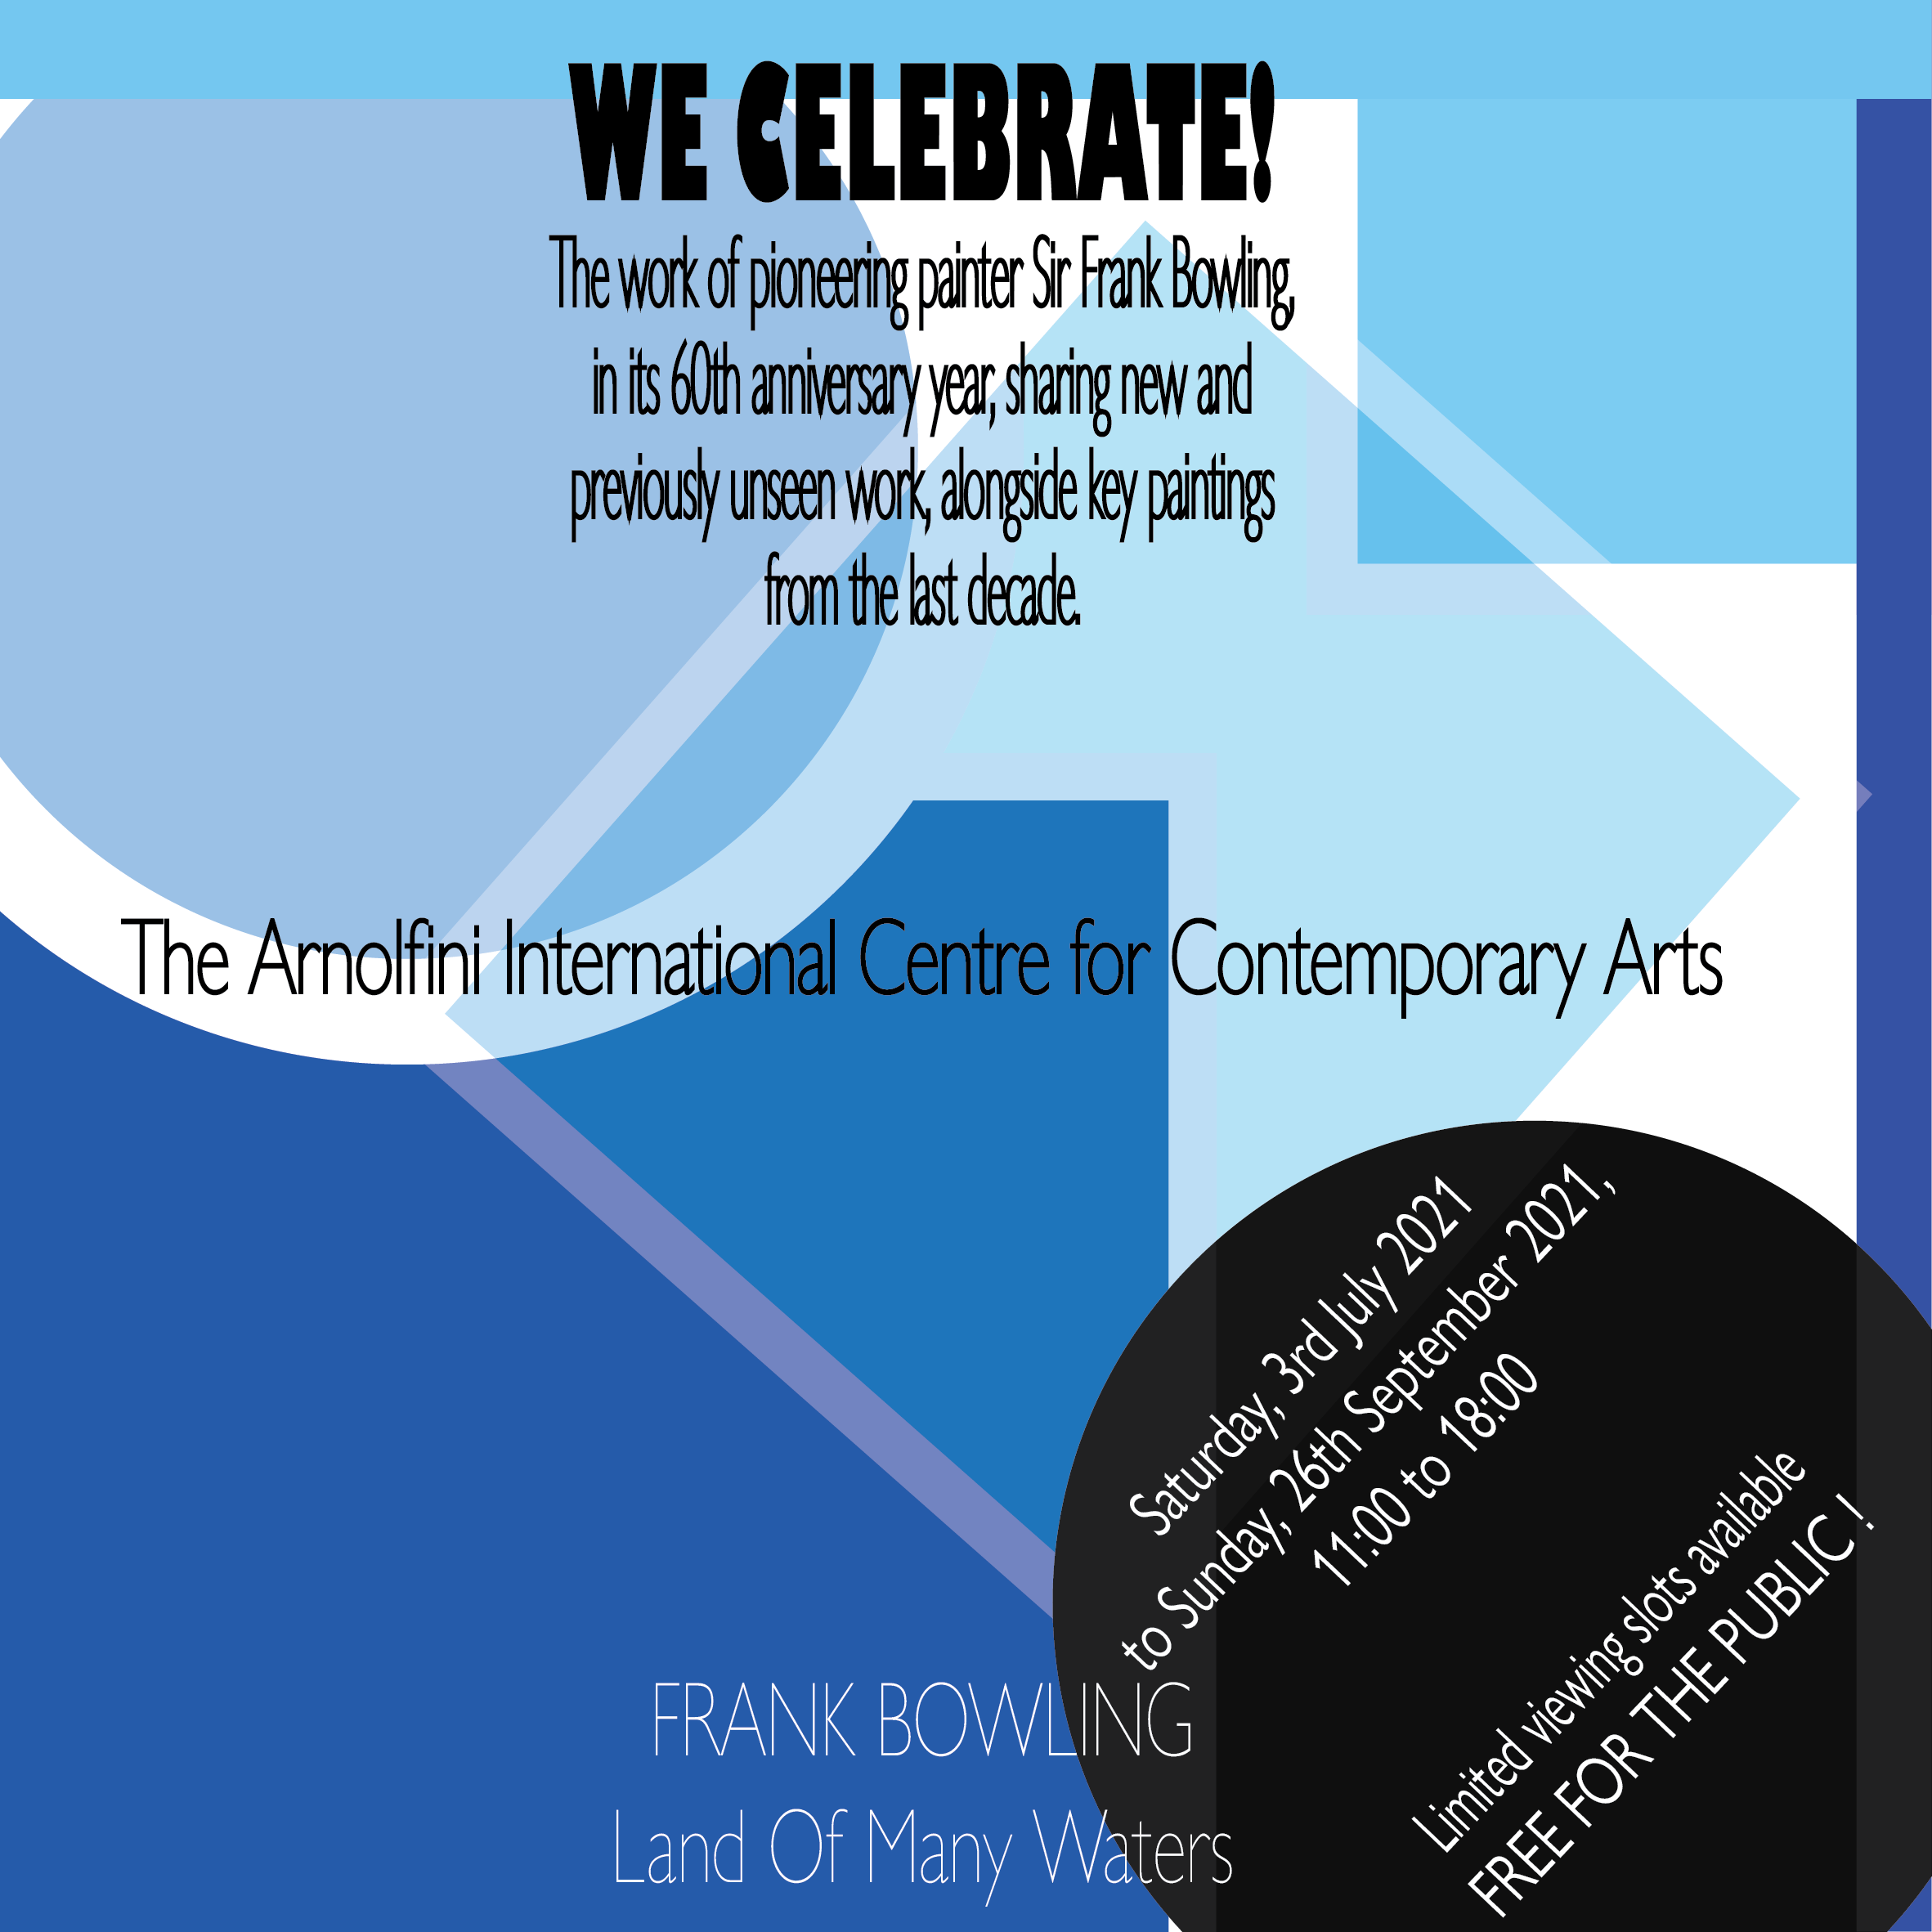 WE CELEBRATE!
The work of pioneering painter Sir Frank Bowling,
in its 60th anniversary year, sharing new and
previously unseen work, alongside key paintings
from the last decade.
The Arnolfini International Centre for Contemporary Arts
Saturday, 3rd July 2021
to Sunday, 26th September 2021,
11:00 to 18:00
Limited viewing slots available
FREE FOR THE PUBLIC !
FRANK BOWLING
Land Of Many Waters